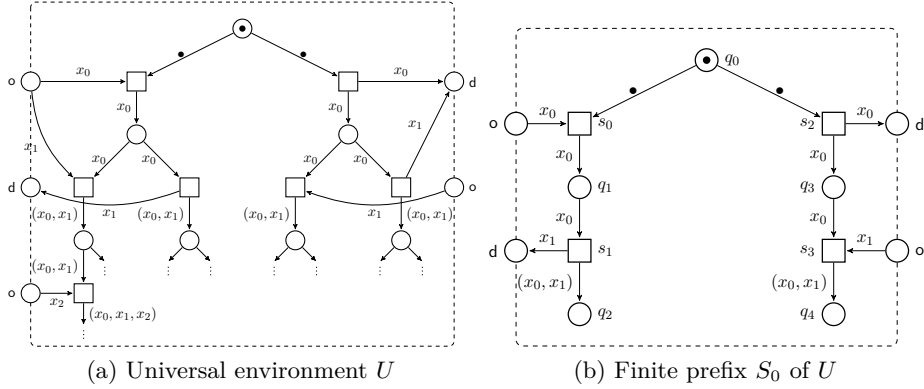 • •
o x₀ x₀ d
x₀ x₀
x₁ x₀ x₀ x₀ x₀ x₁
d x₁ x₁ o
(x₀, x₁) (x₀, x₁) (x₀, x₁) (x₀, x₁)
(x₀, x₁)
o x₂
(x₀, x₁, x₂)
(a) Universal environment U
q₀
• •
o x₀ s₀ s₂ x₀ d
x₀ x₀
q₁ q₃
x₀ x₀
d x₁ s₁ s₃ x₁ o
(x₀, x₁) (x₀, x₁)
q₂ q₄
(b) Finite prefix S₀ of U